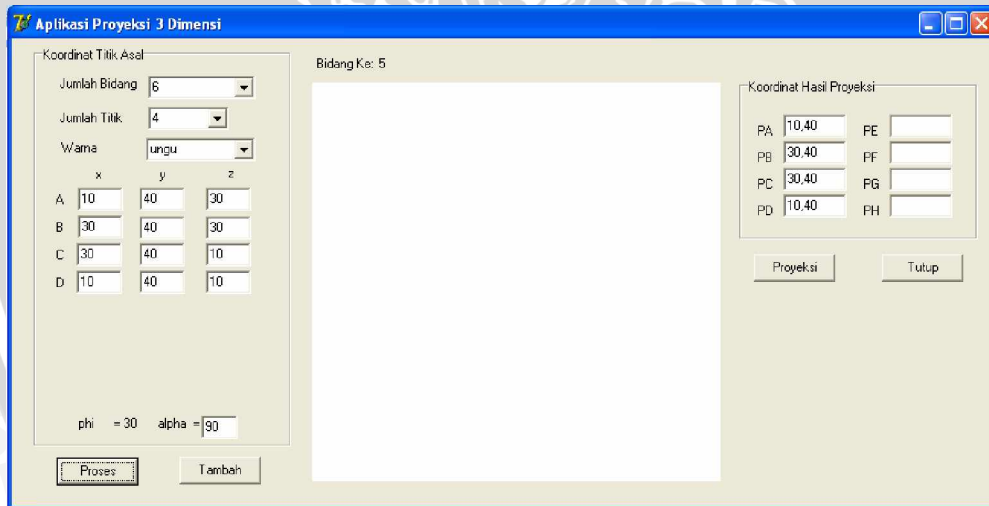 Aplikasi Proyeksi 3 Dimensi
Koordinat Titik Asal
Jumlah Bidang 6
Jumlah Titik 4
Warna ungu
x y z
A 10 40 30
B 30 40 30
C 30 40 10
D 10 40 10
phi = 30 alpha = 90
Proses Tambah
Bidang Ke: 5
Koordinat Hasil Proyeksi
PA 10,40 PE
PB 30,40 PF
PC 30,40 PG
PD 10,40 PH
Proyeksi Tutup